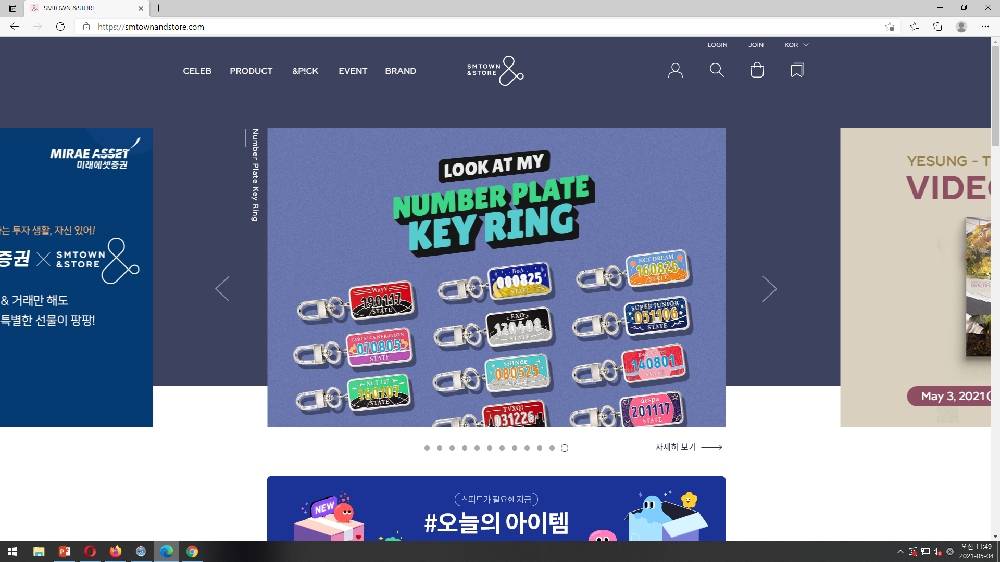 SMTOWN &STORE
https://smtownandstore.com
LOGIN
JOIN
KOR
CELEB
PRODUCT
&P!CK
EVENT
BRAND
SMTOWN
&STORE
MIRAE ASSET
미래에셋증권
는 투자 생활, 자신 있어!
증권
SMTOWN
&STORE
& 거래만 해도
특별한 선물이 팡팡!
Number Plate Key Ring
LOOK AT MY
NUMBER PLATE
KEY RING
WayV
190117
STATE
GIRLS' GENERATION
070805
STATE
NCT 127
160707
STATE
BoA
000825
STATE
EXO
120408
STATE
SHINee
080525
STATE
TVXQ!
031226
NCT DREAM
160825
STATE
SUPER JUNIOR
051106
STATE
Red Velvet
140801
STATE
aespa
201117
STATE
YESUNG - T
VIDEO
BEAUTIFUL
May 3, 2021 (
자세히 보기
NEW
스피드가 필요한 지금
#오늘의 아이템
오전 11:49
2021-05-04